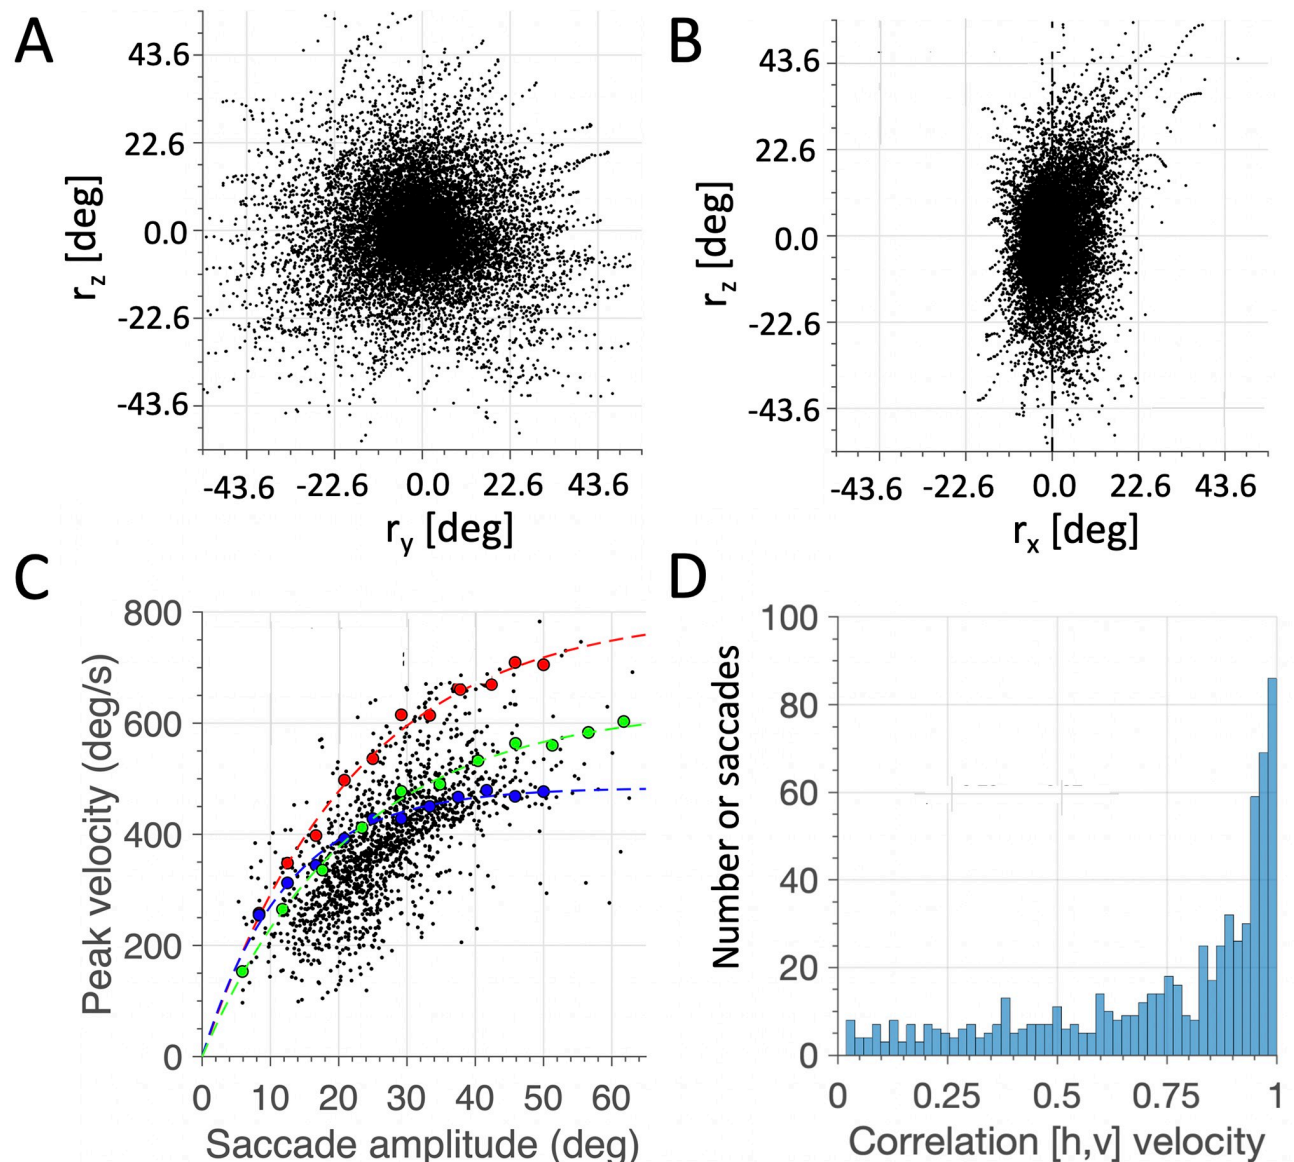 A
43.6
22.6
0.0
-22.6
-43.6
r_z [deg]
-43.6 -22.6 0.0 22.6 43.6
r_y [deg]
B
43.6
22.6
0.0
-22.6
-43.6
r_z [deg]
-43.6 -22.6 0.0 22.6 43.6
r_x [deg]
C
800
600
400
200
0
Peak velocity (deg/s)
0 10 20 30 40 50 60
Saccade amplitude (deg)
D
100
80
60
40
20
0
Number or saccades
0 0.25 0.5 0.75 1
Correlation [h,v] velocity